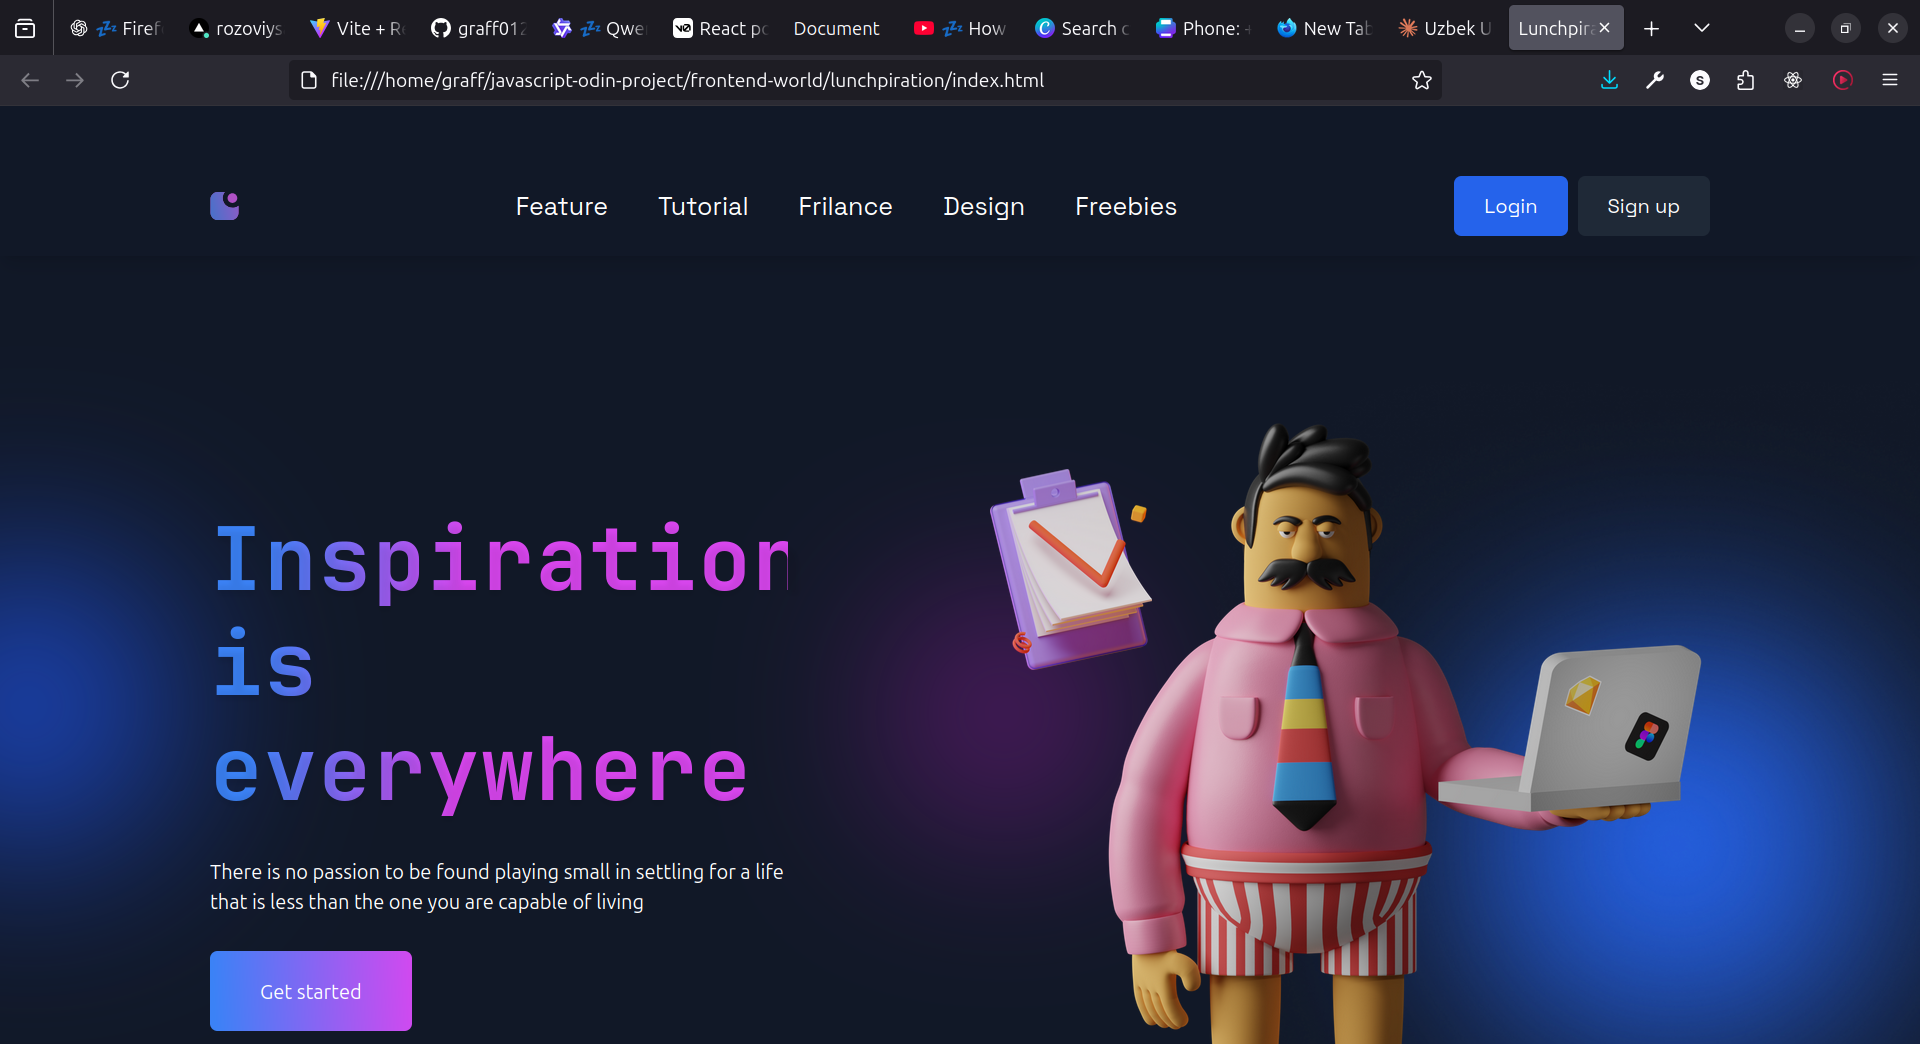 Firef
rozoviys
Vite + Re
graff012
Qwe
React po
Document
How
Search c
Phone: +
New Tab
Uzbek U
Lunchpira
file:///home/graff/javascript-odin-project/frontend-world/lunchpiration/index.html
S
Feature
Tutorial
Frilance
Design
Freebies
Login
Sign up
Inspiration
is
everywhere
There is no passion to be found playing small in settling for a life
that is less than the one you are capable of living
Get started